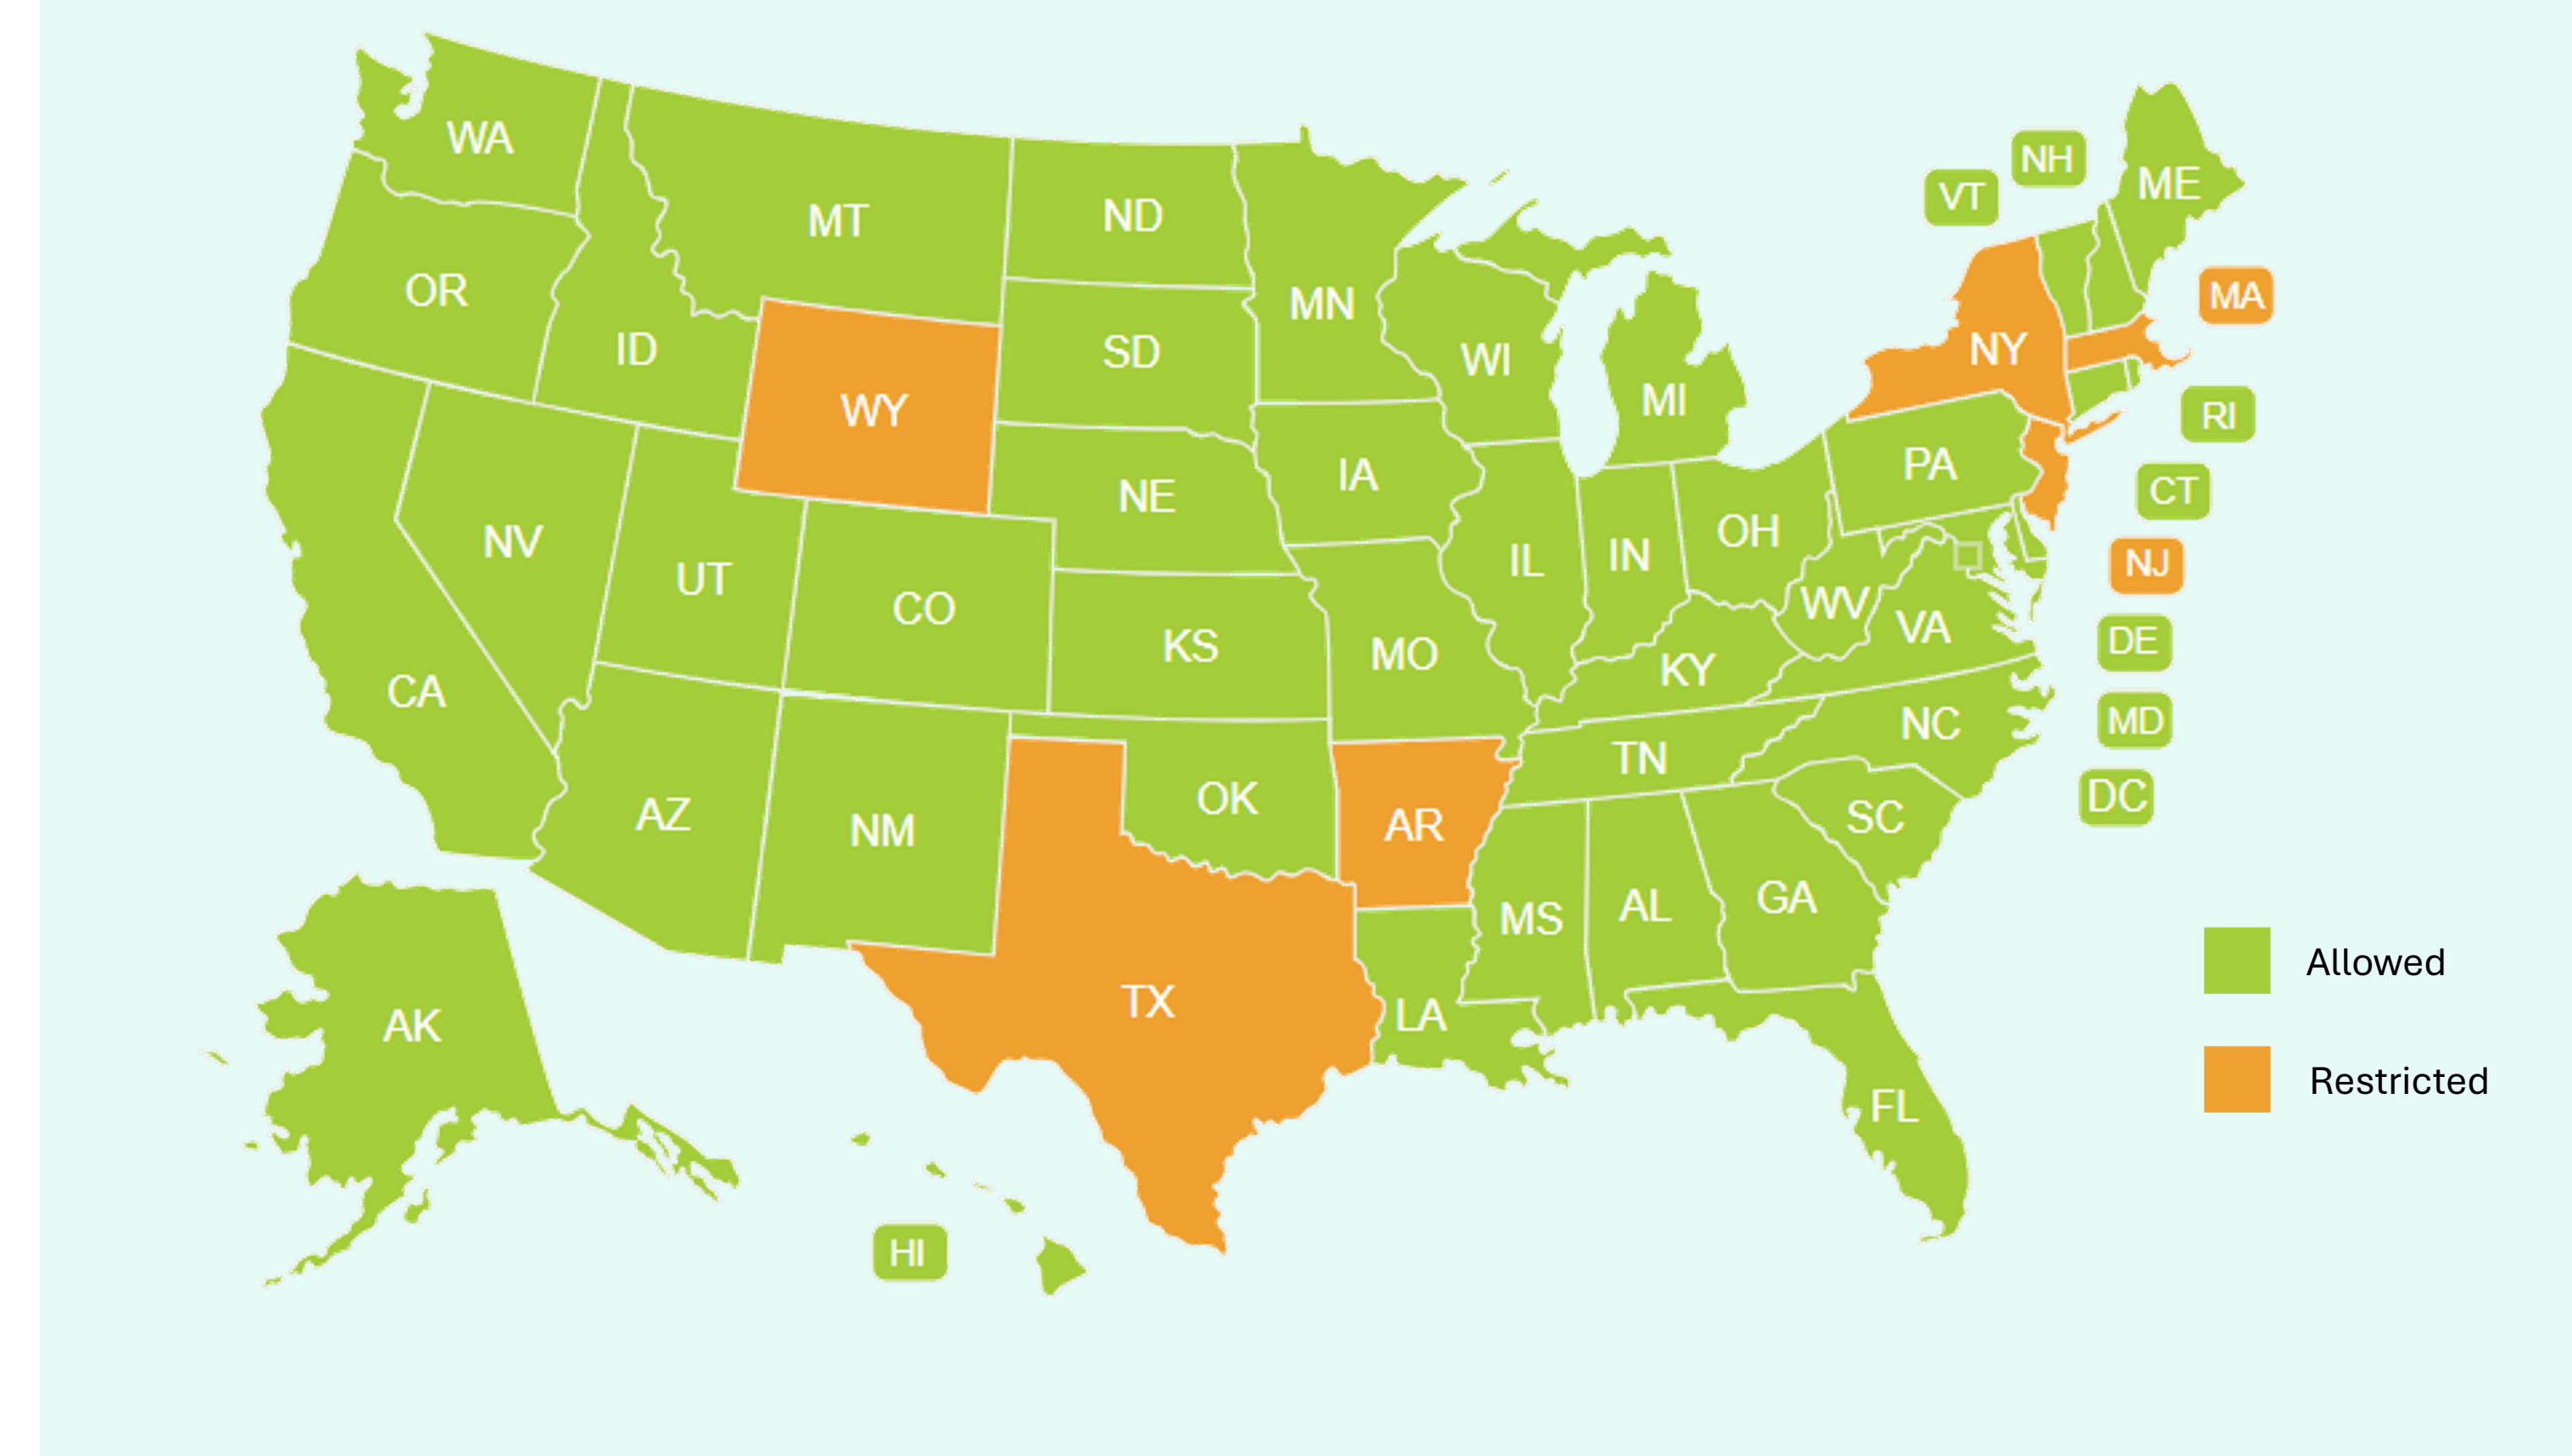 WA
MT
ND
MN
VT
NH
ME
OR
ID
WY
SD
WI
MI
NY
MA
RI
NV
UT
CO
NE
IA
IL
IN
OH
PA
CT
NJ
CA
KS
MO
KY
WV
VA
DE
MD
DC
AZ
NM
OK
AR
TN
NC
SC
TX
LA
MS
AL
GA
FL
AK
HI
Allowed
Restricted